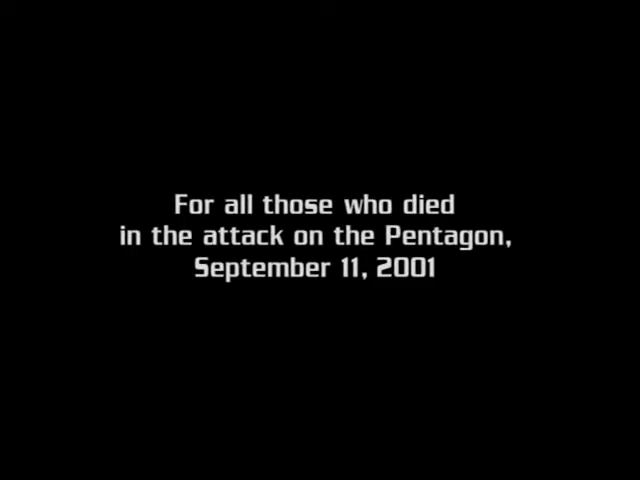 For all those who died
in the attack on the Pentagon,
September 11, 2001